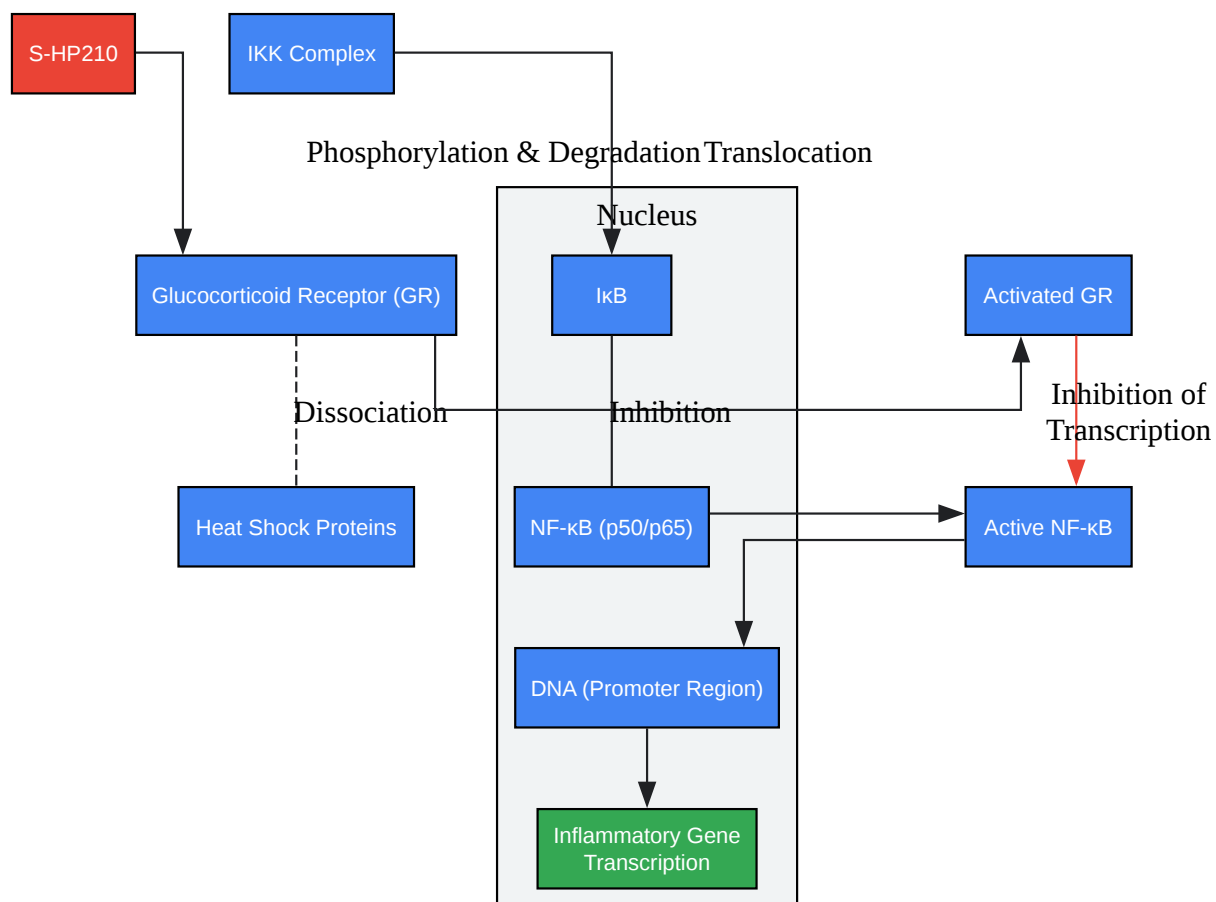 S-HP210
IKK Complex
Phosphorylation & Degradation
Translocation
Nucleus
Glucocorticoid Receptor (GR)
IκB
Activated GR
Dissociation
Inhibition
Inhibition of
Transcription
Heat Shock Proteins
NF-κB (p50/p65)
Active NF-κB
DNA (Promoter Region)
Inflammatory Gene
Transcription